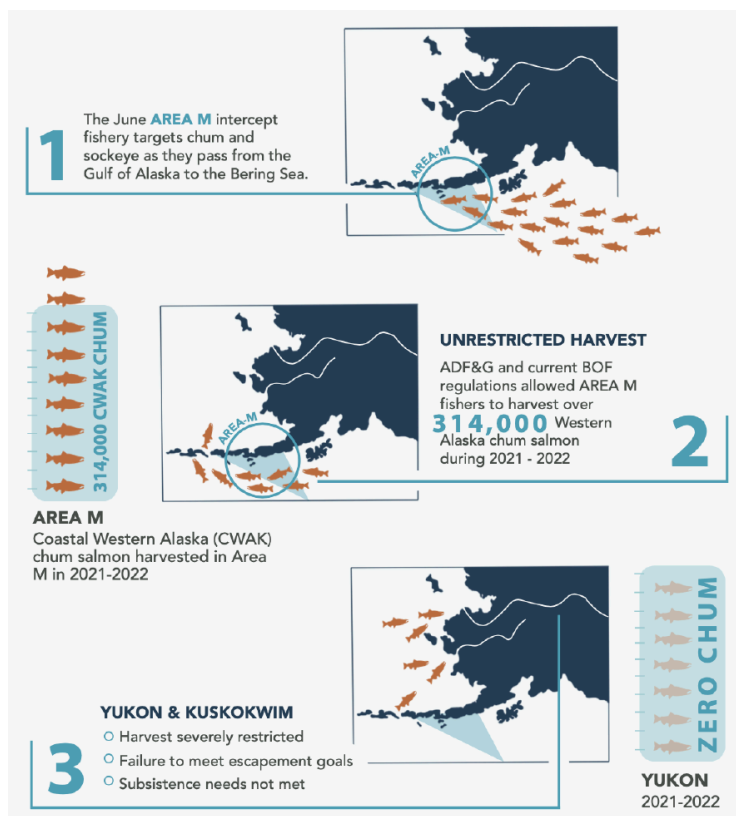 1
The June AREA M intercept
fishery targets chum and
sockeye as they pass from the
Gulf of Alaska to the Bering Sea.
AREA-M
314,000 CWAK CHUM
AREA M
Coastal Western Alaska (CWAK)
chum salmon harvested in Area
M in 2021-2022
AREA-M
UNRESTRICTED HARVEST
ADF&G and current BOF
regulations allowed AREA M
fishers to harvest over
314,000 Western
Alaska chum salmon
during 2021 - 2022
2
3
YUKON & KUSKOKWIM
Harvest severely restricted
Failure to meet escapement goals
Subsistence needs not met
ZERO CHUM
YUKON
2021-2022